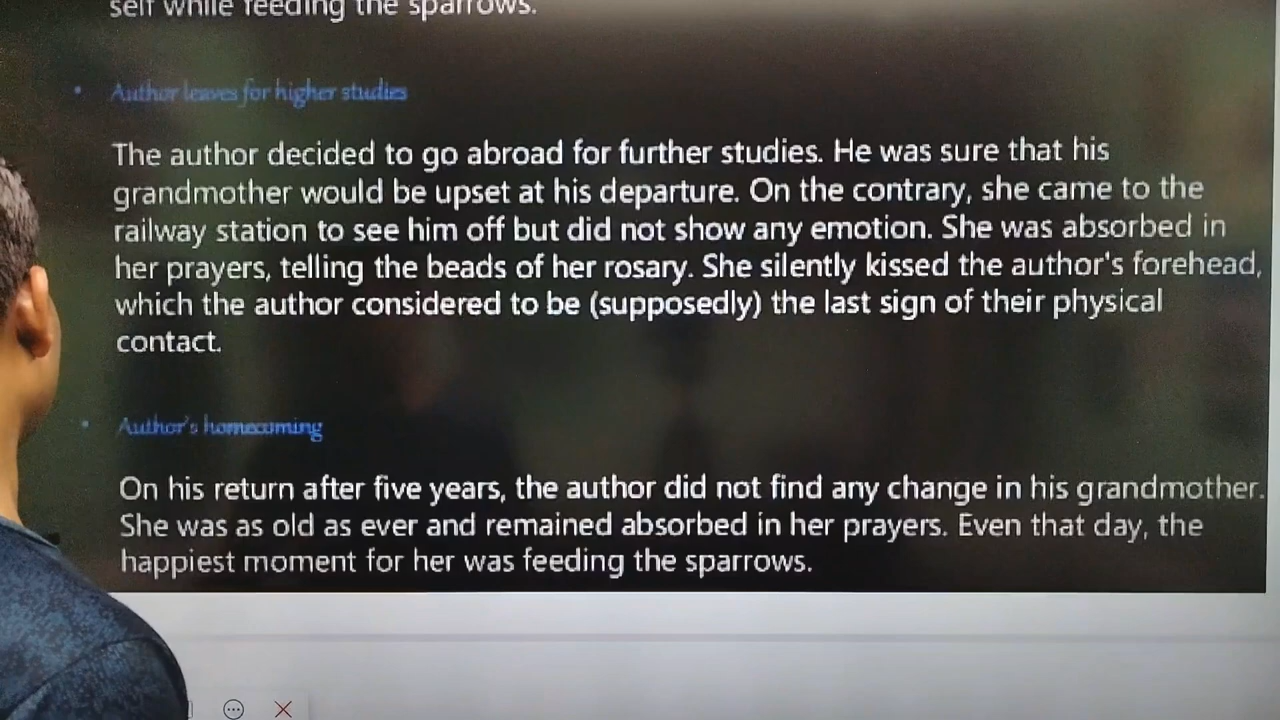 self while feeding the sparrows.
• Author leaves for higher studies
The author decided to go abroad for further studies. He was sure that his
grandmother would be upset at his departure. On the contrary, she came to the
railway station to see him off but did not show any emotion. She was absorbed in
her prayers, telling the beads of her rosary. She silently kissed the author's forehead,
which the author considered to be (supposedly) the last sign of their physical
contact.
• Author's homecoming
On his return after five years, the author did not find any change in his grandmother.
She was as old as ever and remained absorbed in her prayers. Even that day, the
happiest moment for her was feeding the sparrows.